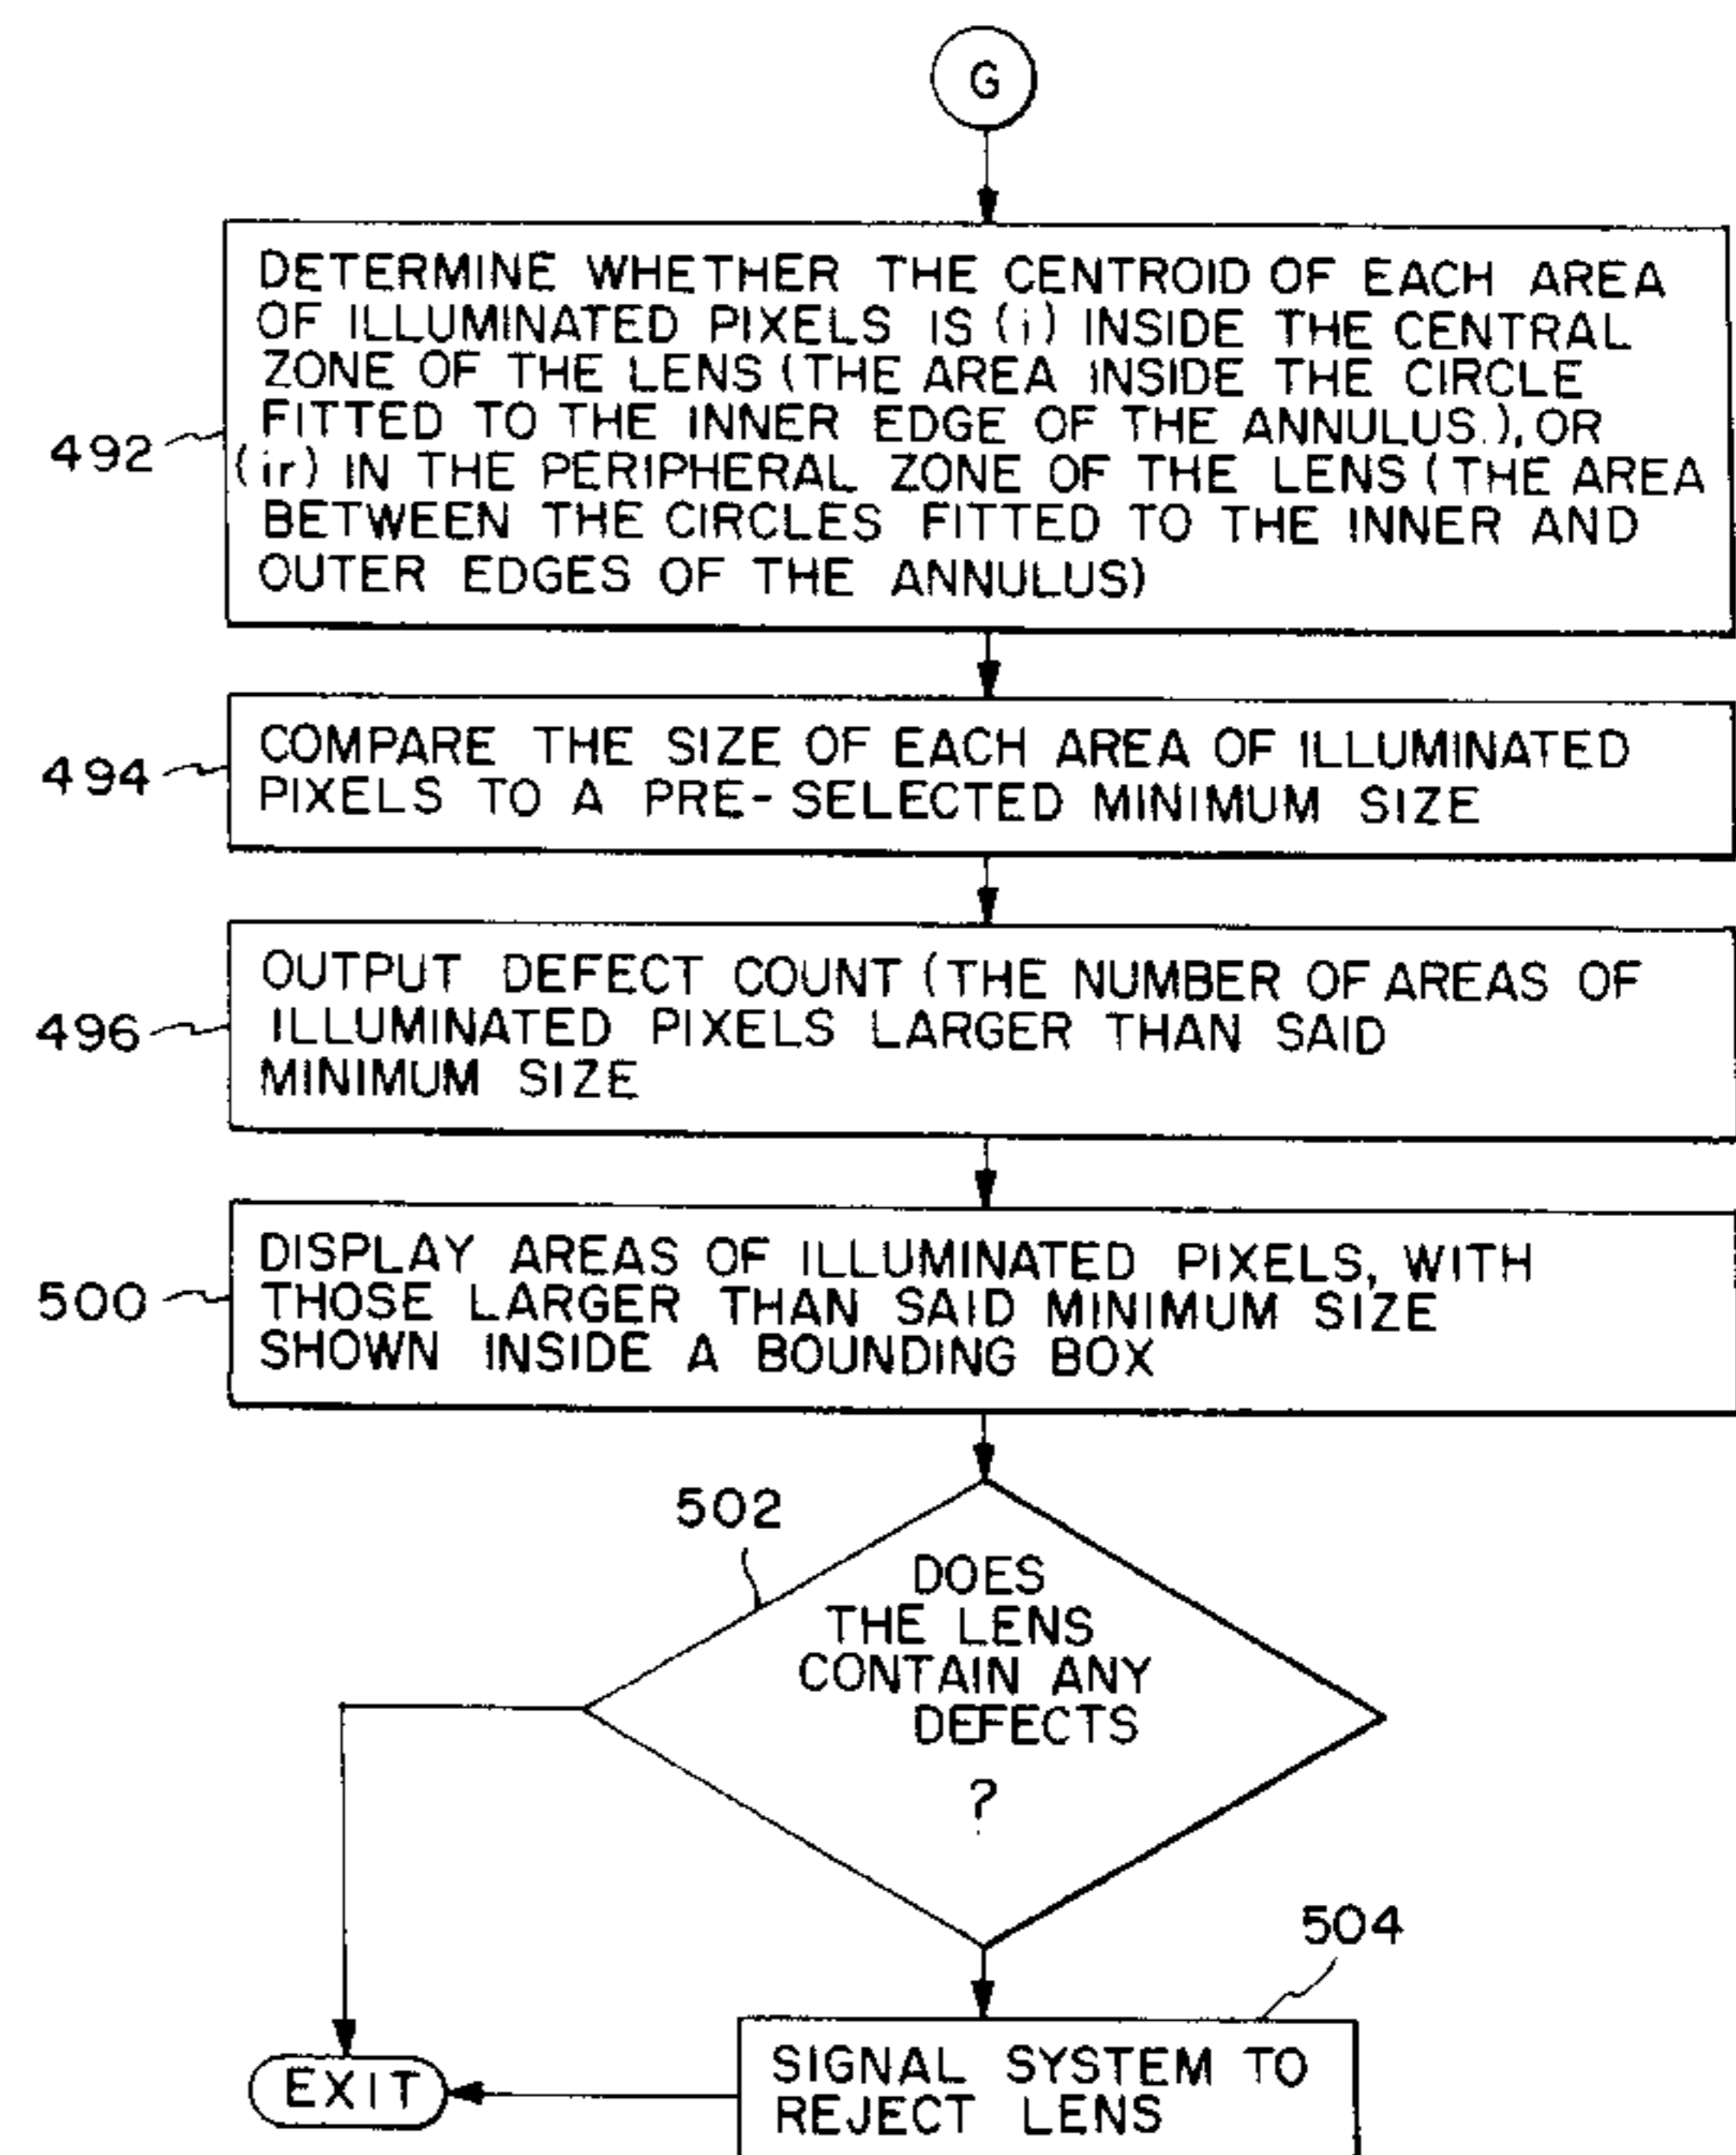 G
DETERMINE WHETHER THE CENTROID OF EACH AREA
OF ILLUMINATED PIXELS IS (i) INSIDE THE CENTRAL
ZONE OF THE LENS (THE AREA INSIDE THE CIRCLE
FITTED TO THE INNER EDGE OF THE ANNULUS.), OR
492
(ir) IN THE PERIPHERAL ZONE OF THE LENS (THE AREA
BETWEEN THE CIRCLES FITTED TO THE INNER AND
OUTER EDGES OF THE ANNULUS)
494
COMPARE THE SIZE OF EACH AREA OF ILLUMINATED
PIXELS TO A PRE-SELECTED MINIMUM SIZE
496
OUTPUT DEFECT COUNT (THE NUMBER OF AREAS OF
ILLUMINATED PIXELS LARGER THAN SAID
MINIMUM SIZE
500
DISPLAY AREAS OF ILLUMINATED PIXELS, WITH
THOSE LARGER THAN SAID MINIMUM SIZE
SHOWN INSIDE A BOUNDING BOX
502
DOES
THE LENS
CONTAIN ANY
DEFECTS
?
504
SIGNAL SYSTEM TO
REJECT LENS
EXIT